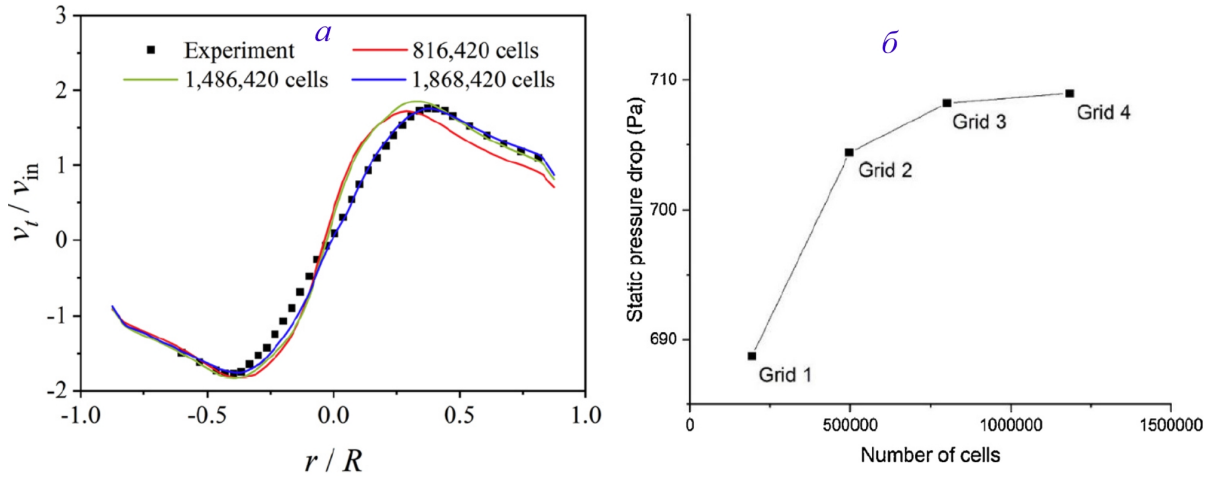 а
3
2
1
0
-1
-2
vt / vin
Experiment
816,420 cells
1,486,420 cells
1,868,420 cells
-1.0 -0.5 0.0 0.5 1.0
r / R
б
710
700
690
Static pressure drop (Pa)
Grid 1
Grid 2
Grid 3
Grid 4
0 500000 1000000 1500000
Number of cells